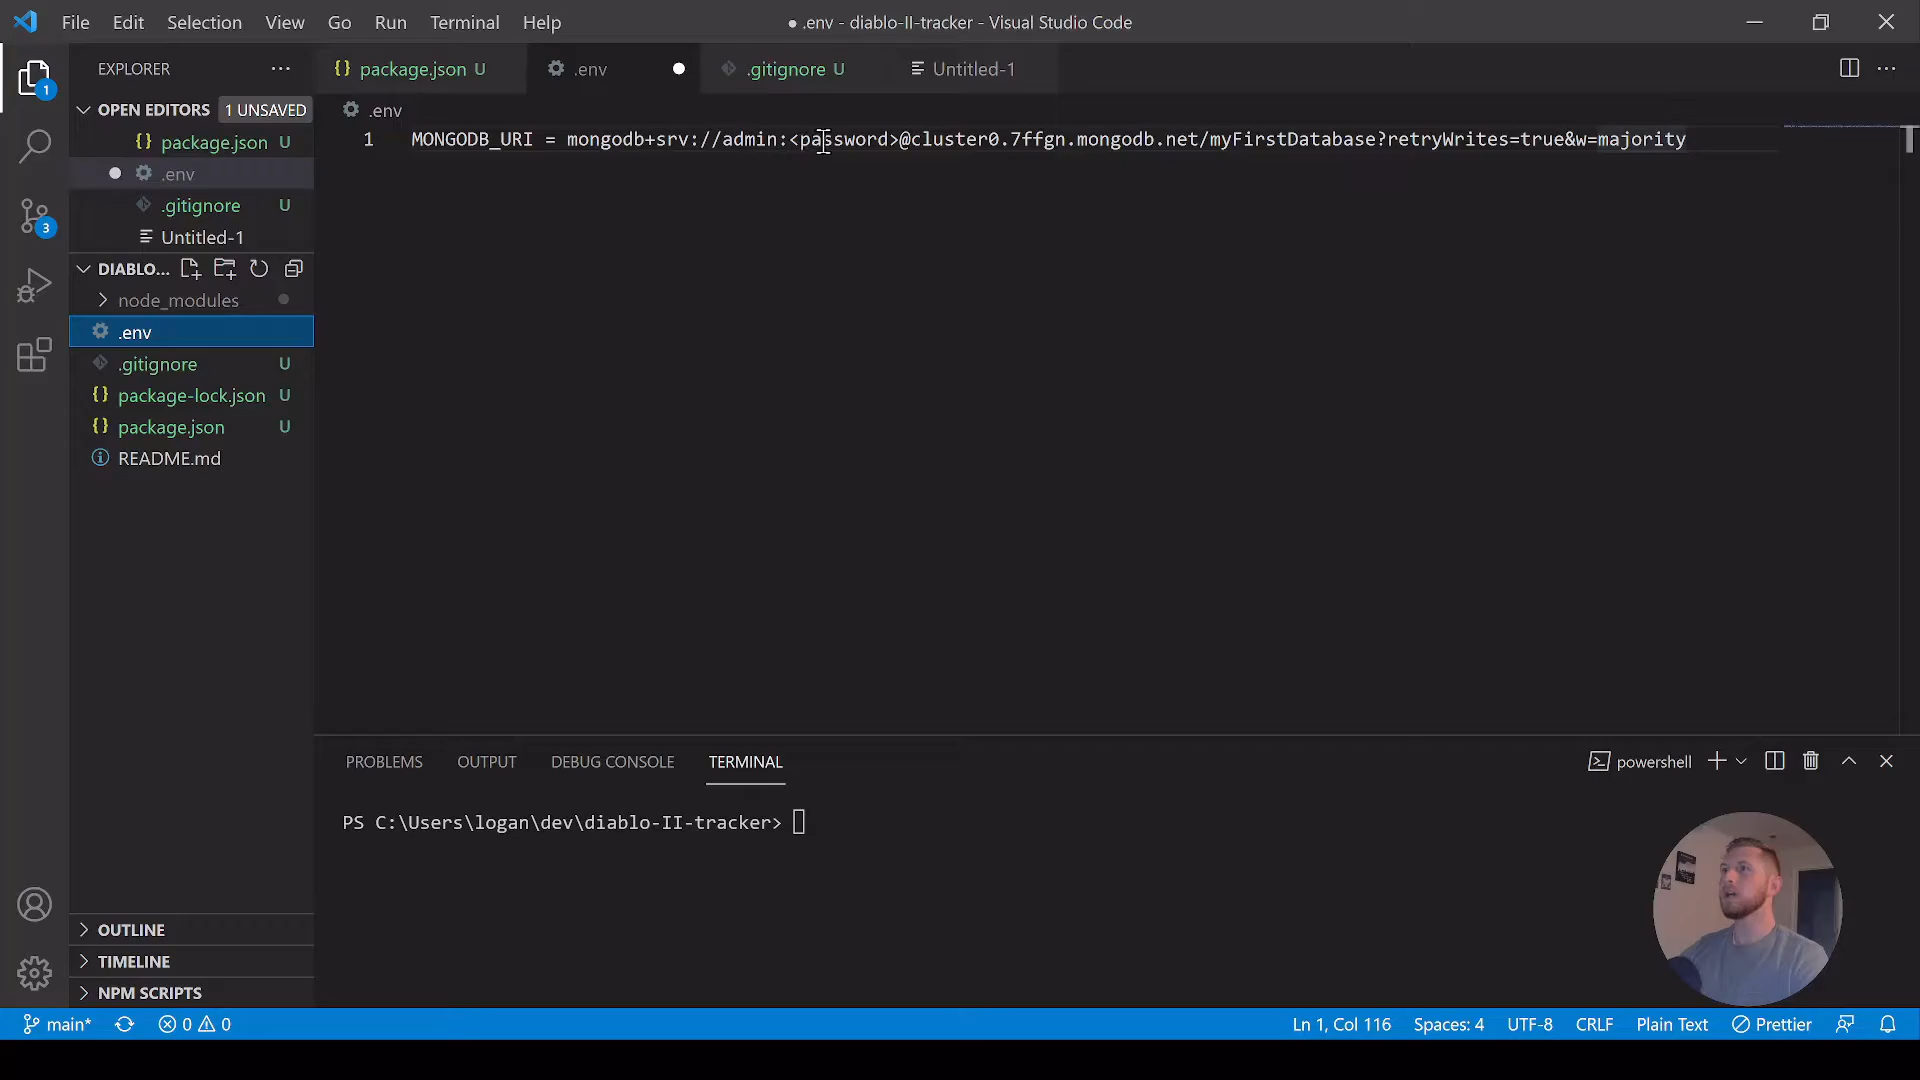 File Edit Selection View Go Run Terminal Help
● .env - diablo-II-tracker - Visual Studio Code
EXPLORER
package.json U
.env
.gitignore U
Untitled-1
OPEN EDITORS 1 UNSAVED
package.json U
.env
.gitignore U
Untitled-1
DIABLO...
node_modules
.env
.gitignore U
package-lock.json U
package.json U
README.md
OUTLINE
TIMELINE
NPM SCRIPTS
1
3
.env
1 MONGODB_URI = mongodb+srv://admin:<password>@cluster0.7ffgn.mongodb.net/myFirstDatabase?retryWrites=true&w=majority
PROBLEMS OUTPUT DEBUG CONSOLE TERMINAL
powershell
PS C:\Users\logan\dev\diablo-II-tracker>
main* 0 0
Ln 1, Col 116 Spaces: 4 UTF-8 CRLF Plain Text Prettier